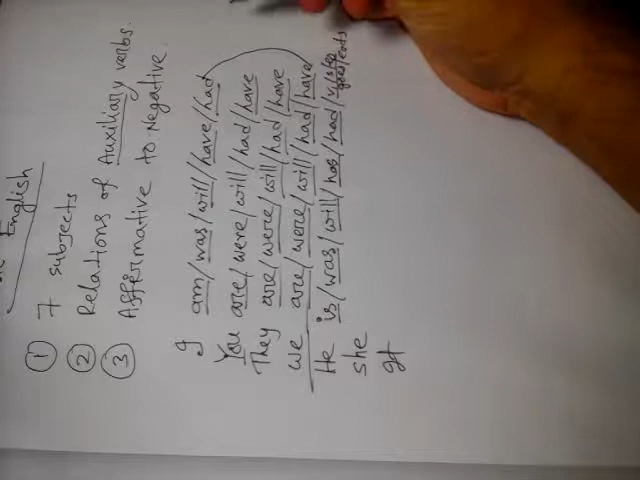 English
① 7 subjects
② Relations of Auxiliary verbs.
③ Affirmative to Negative.
I am/was/will/have/had
You are/were/will/had/have
They are/were/will/had/have
We are/were/will/had/have
He is/was/will/has/had/
she
It